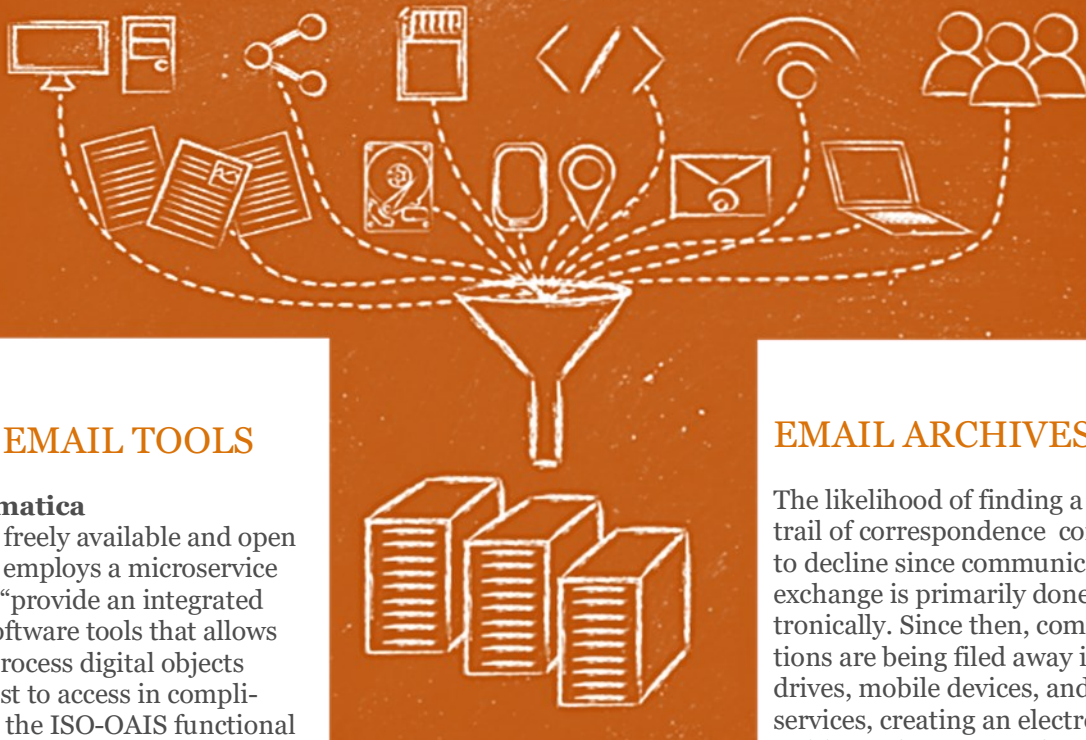 EMAIL TOOLS
matica
freely available and open
employs a microservice
“provide an integrated
oftware tools that allows
rocess digital objects
st to access in compli-
the ISO-OAIS functional
EMAIL ARCHIVES
The likelihood of finding a
trail of correspondence co
to decline since communic
exchange is primarily done
tronically. Since then, com
tions are being filed away i
drives, mobile devices, and
services, creating an electro